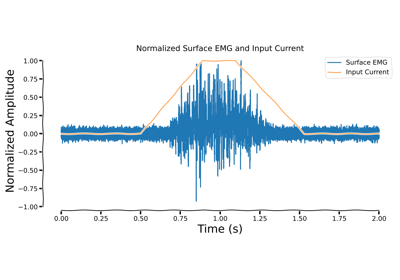 Normalized Surface EMG and Input Current
Surface EMG
Input Current
Normalized Amplitude
1.00
0.75
0.50
0.25
0.00
−0.25
−0.50
−0.75
−1.00
0.00 0.25 0.50 0.75 1.00 1.25 1.50 1.75 2.00
Time (s)